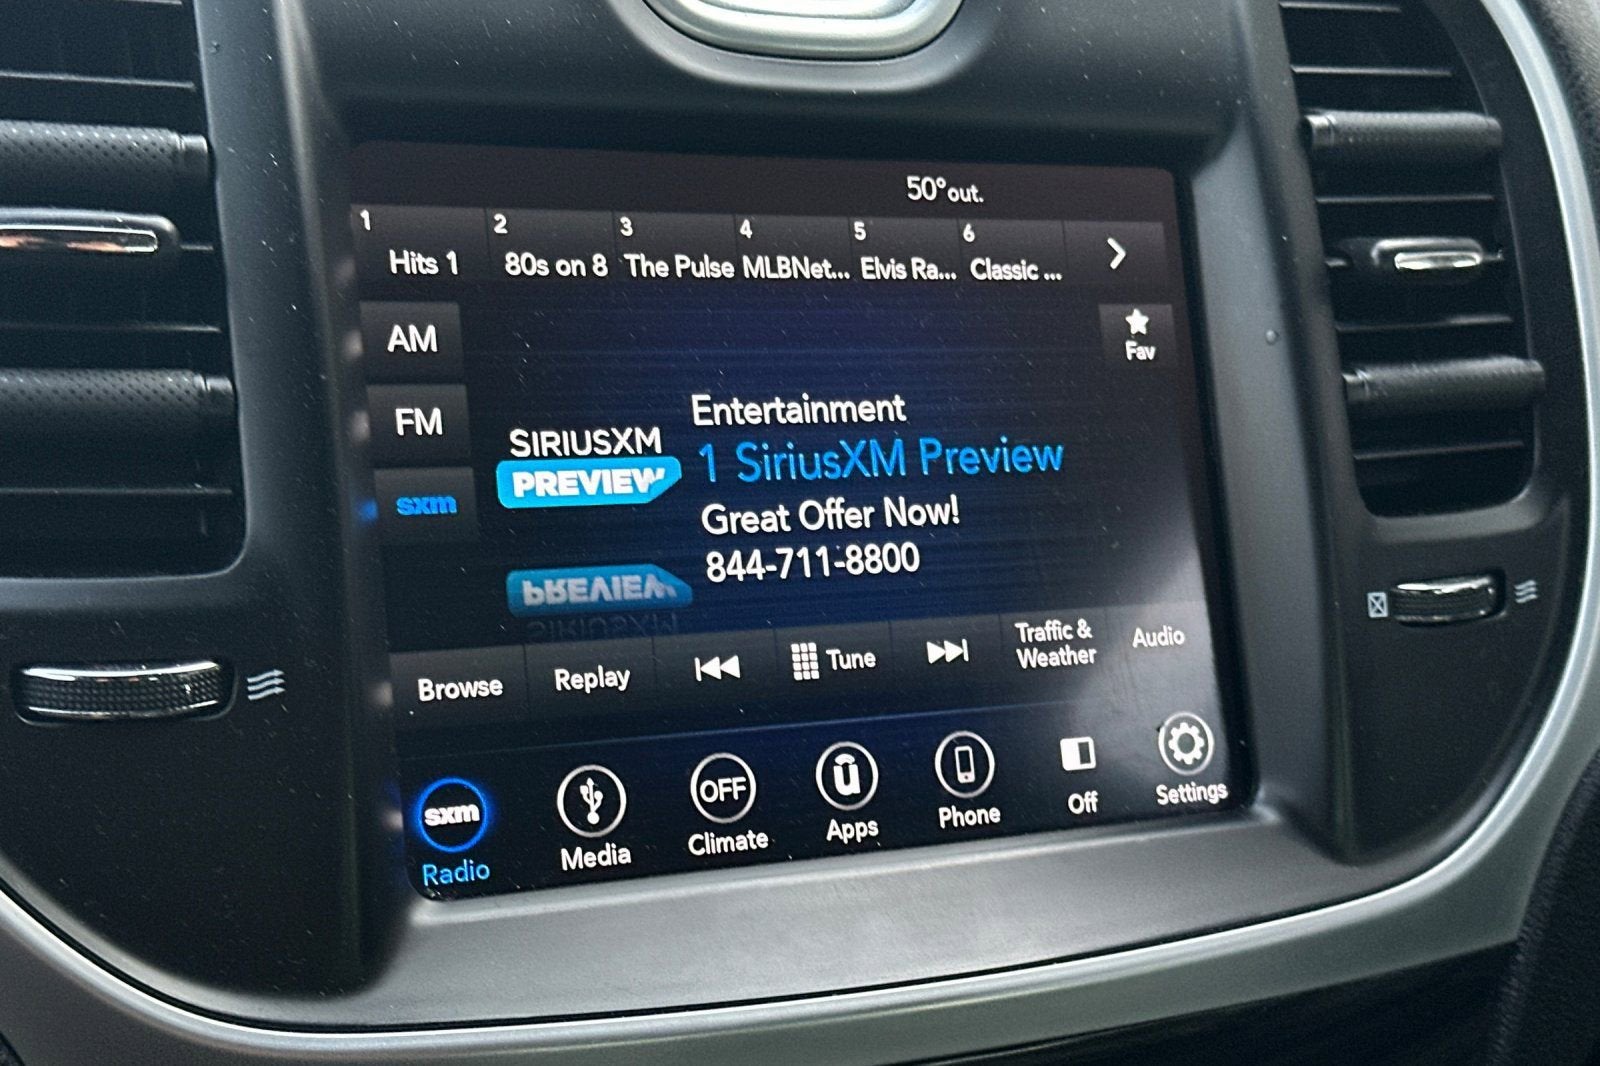 50° out.
1 2 3 4 5 6
Hits 1 80s on 8 The Pulse MLBNet... Elvis Ra... Classic ...
AM
Fav
FM
sxm
SIRIUSXM
PREVIEW
Entertainment
1 SiriusXM Preview
Great Offer Now!
844-711-8800
PREVIEW
SIRIUSXM
Browse Replay Tune Traffic & Weather Audio
sxm OFF
Radio Media Climate Apps Phone Off Settings